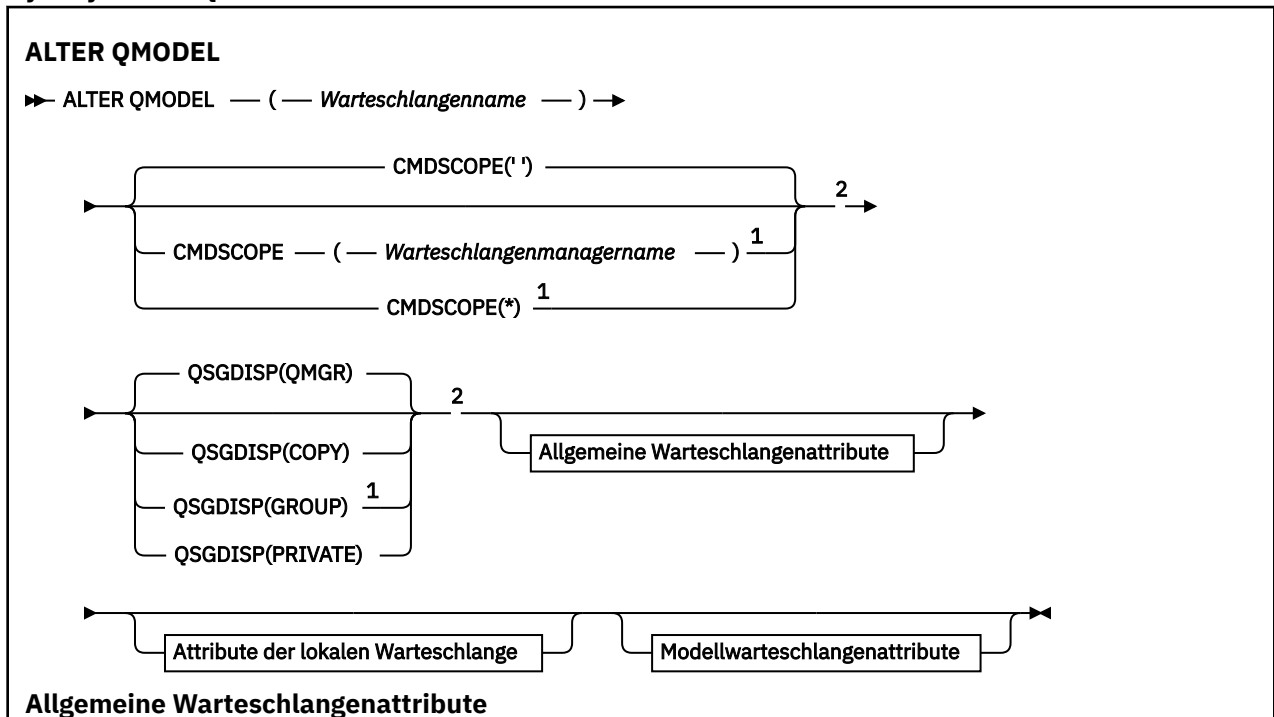 ALTER QMODEL
ALTER QMODEL ( Warteschlangenname )
CMDSCOPE(' ')
2
CMDSCOPE ( Warteschlangenmanagername ) 1
CMDSCOPE(*) 1
QSGDISP(QMGR)
2
QSGDISP(COPY)
Allgemeine Warteschlangenattribute
QSGDISP(GROUP) 1
QSGDISP(PRIVATE)
Attribute der lokalen Warteschlange
Modellwarteschlangenattribute
Allgemeine Warteschlangenattribute